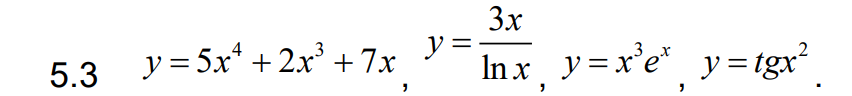 5.3 y = 5x⁴ + 2x³ + 7x, y = 3x / ln x, y = x³eˣ, y = tgx².